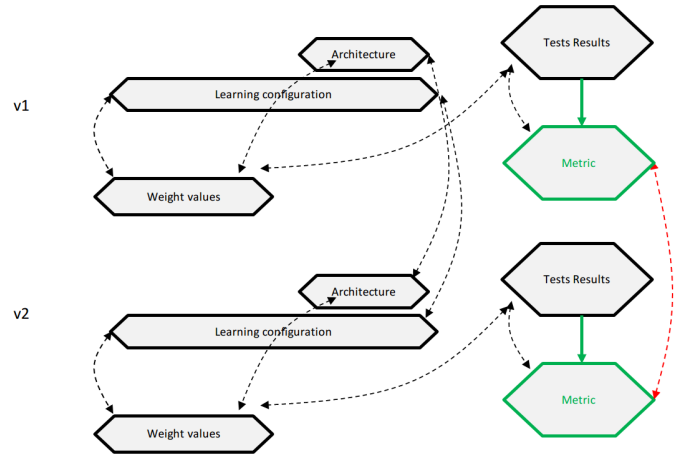 Architecture
Tests Results
Learning configuration
v1
Metric
Weight values
Architecture
Tests Results
v2
Learning configuration
Metric
Weight values